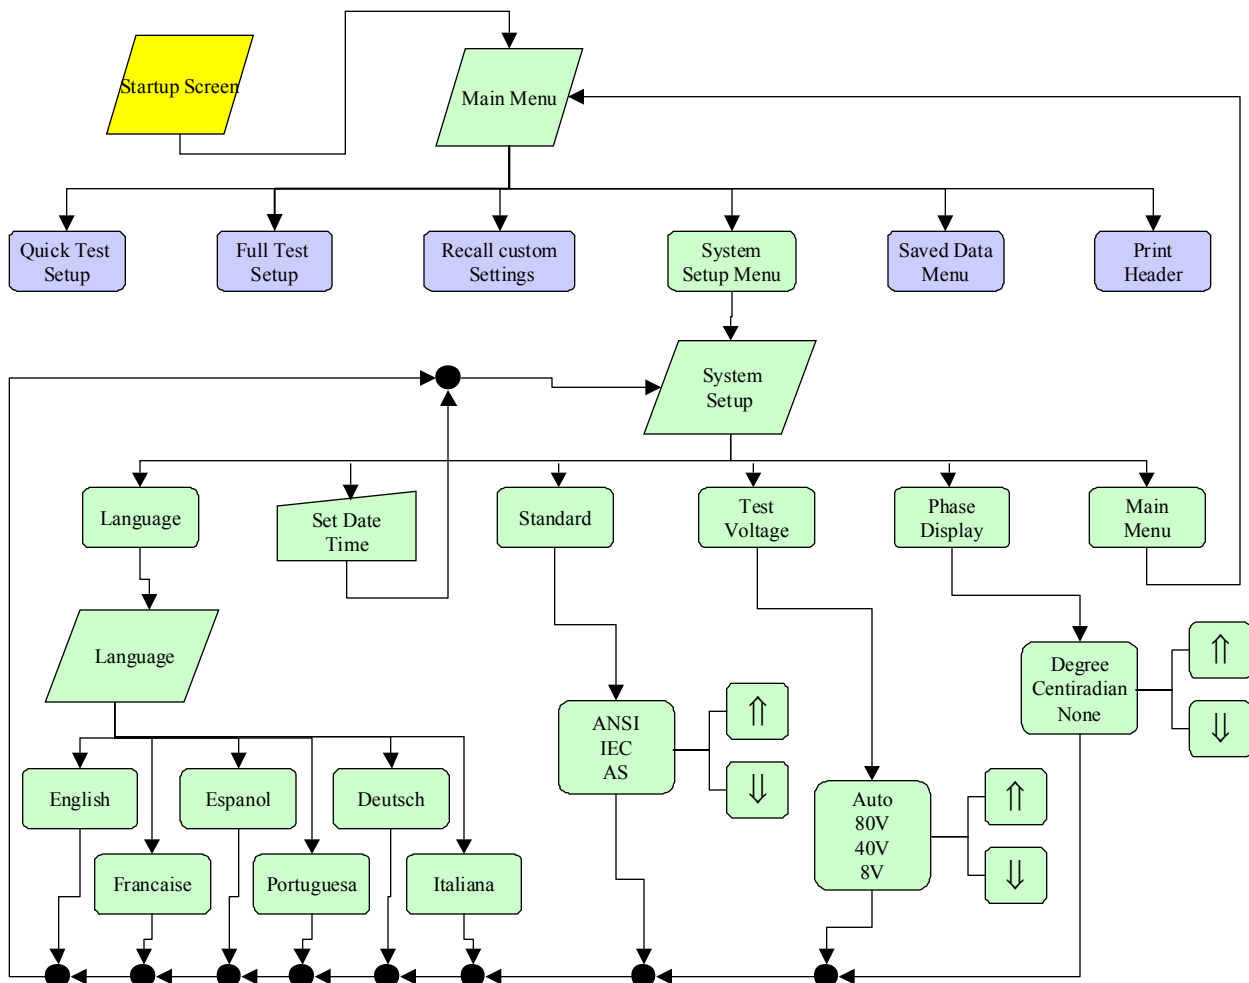 Startup Screen
Main Menu
Quick Test
Setup
Full Test
Setup
Recall custom
Settings
System
Setup Menu
Saved Data
Menu
Print
Header
System
Setup
Language
Set Date
Time
Standard
Test
Voltage
Phase
Display
Main
Menu
Language
Degree
Centiradian
None
⇑
⇓
ANSI
IEC
AS
⇑
⇓
Auto
80V
40V
8V
⇑
⇓
English
Espanol
Deutsch
Francaise
Portuguesa
Italiana